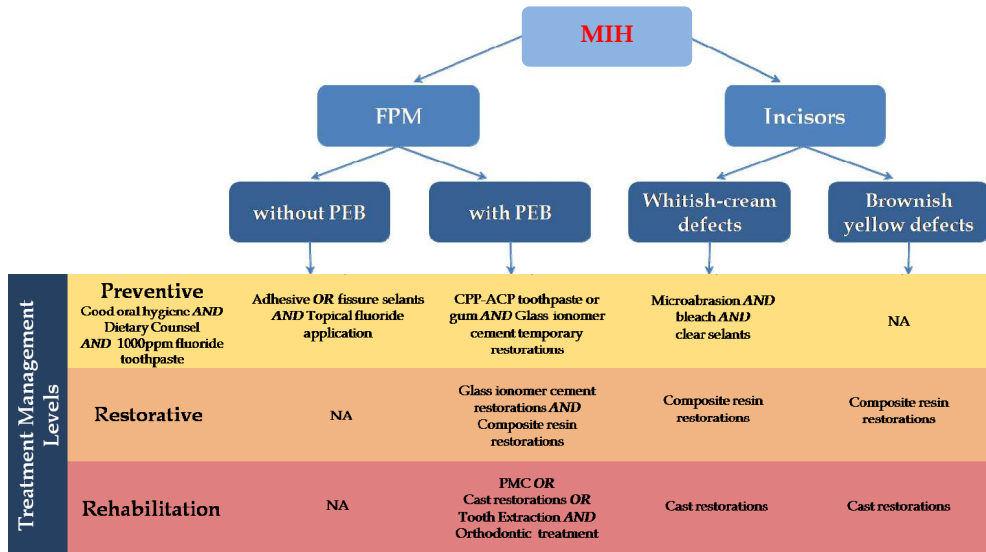 MIH
FPM
Incisors
without PEB
with PEB
Whitish-cream
defects
Brownish
yellow defects
Treatment Management
Levels
Preventive
Good oral hygiene AND
Dietary Counsel
AND 1000ppm fluoride
toothpaste
Adhesive OR fissure selants
AND Topical fluoride
application
CPP-ACP toothpaste or
gum AND Glass ionomer
cement temporary
restorations
Microabrasion AND
bleach AND
clear selants
NA
Restorative
NA
Glass ionomer cement
restorations AND
Composite resin
restorations
Composite resin
restorations
Composite resin
restorations
Rehabilitation
NA
PMC OR
Cast restorations OR
Tooth Extraction AND
Orthodontic treatment
Cast restorations
Cast restorations